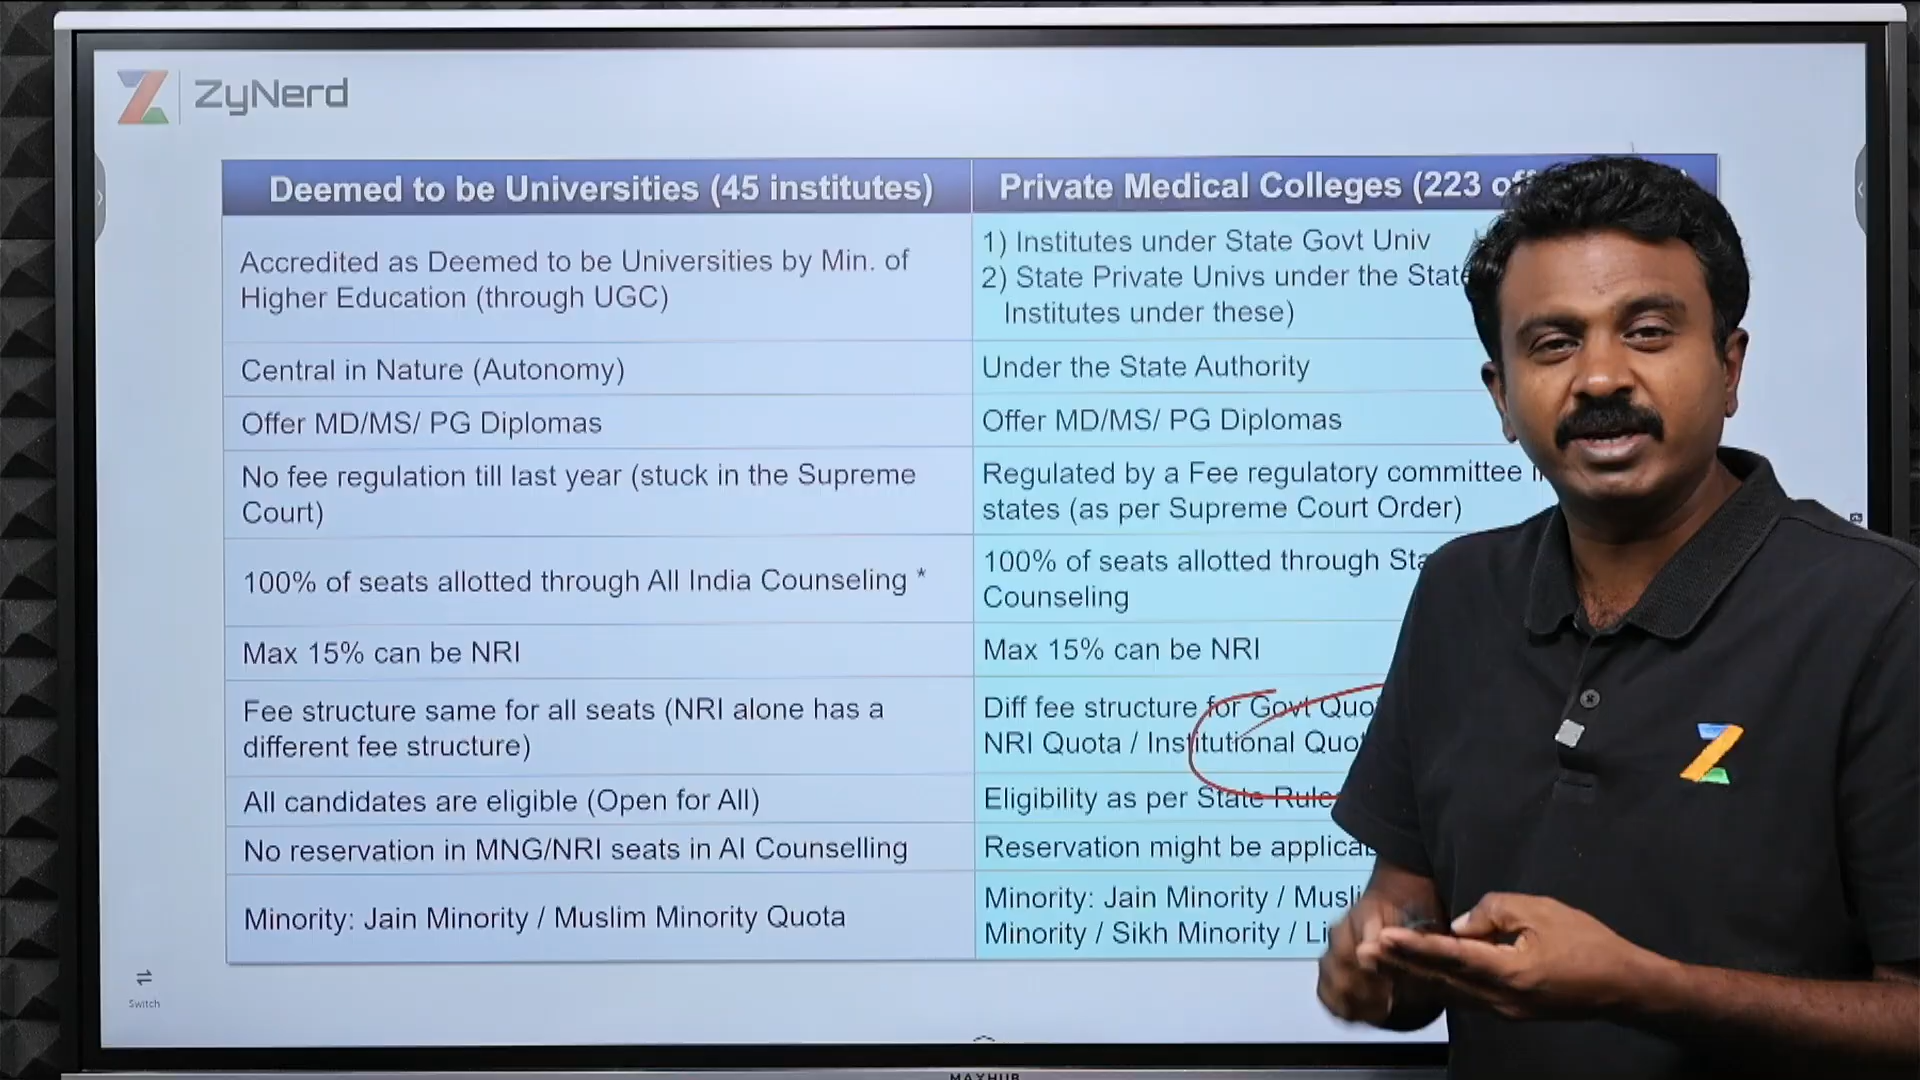 ZyNerd
Deemed to be Universities (45 institutes)
Private Medical Colleges (223
Accredited as Deemed to be Universities by Min. of
Higher Education (through UGC)
1) Institutes under State Govt Univ
2) State Private Univs under the
Institutes under these)
Central in Nature (Autonomy)
Under the State Authority
Offer MD/MS/ PG Diplomas
Offer MD/MS/ PG Diplomas
No fee regulation till last year (stuck in the Supreme
Court)
Regulated by a Fee regulatory committee
states (as per Supreme Court Order)
100% of seats allotted through All India Counseling *
100% of seats allotted through
Counseling
Max 15% can be NRI
Max 15% can be NRI
Fee structure same for all seats (NRI alone has a
different fee structure)
Diff fee structure for Govt
NRI Quota / Institutional
All candidates are eligible (Open for All)
Eligibility as per State
No reservation in MNG/NRI seats in AI Counselling
Reservation might be
Minority: Jain Minority / Muslim Minority Quota
Minority: Jain Minority /
Minority / Sikh Minority /
Switch
MAXHUB